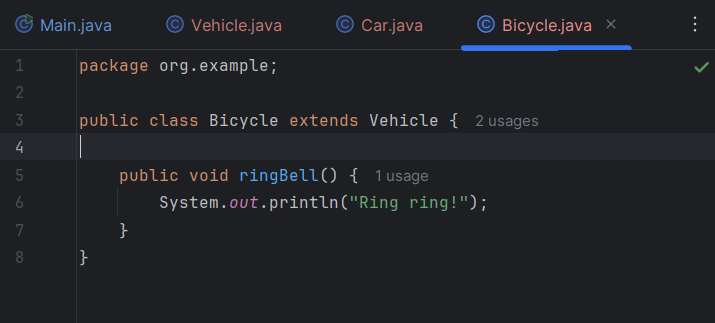 Main.java Vehicle.java Car.java Bicycle.java
1 package org.example;
2
3 public class Bicycle extends Vehicle { 2 usages
4
5 public void ringBell() { 1 usage
6 System.out.println("Ring ring!");
7 }
8 }